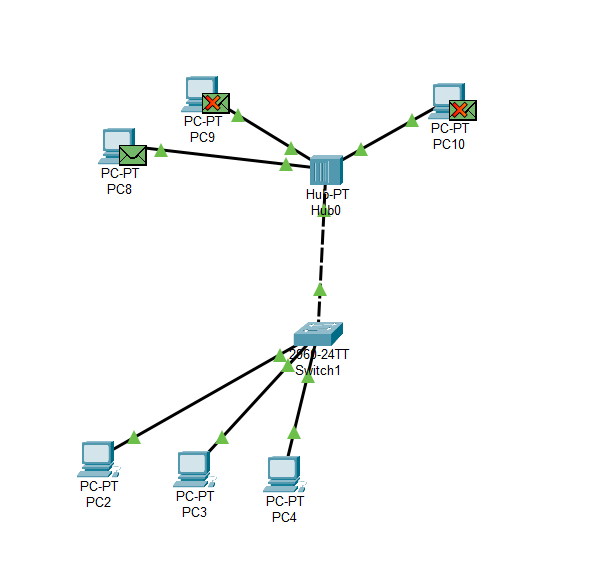 PC-PT
PC9
PC-PT
PC10
PC-PT
PC8
Hub-PT
Hub0
2960-24TT
Switch1
PC-PT
PC2
PC-PT
PC3
PC-PT
PC4